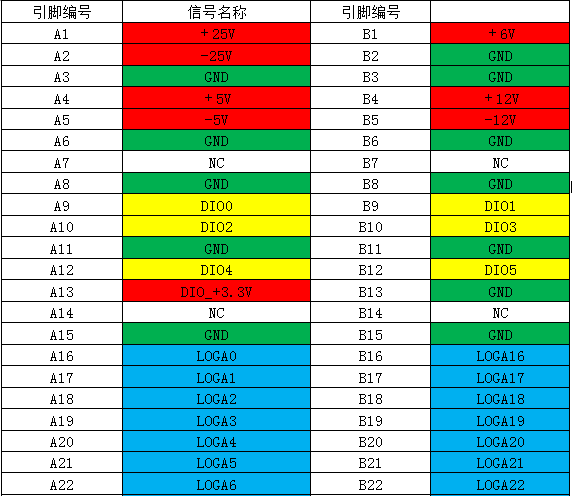 引脚编号 信号名称 引脚编号
A1 +25V B1 +6V
A2 -25V B2 GND
A3 GND B3 GND
A4 +5V B4 +12V
A5 -5V B5 -12V
A6 GND B6 GND
A7 NC B7 NC
A8 GND B8 GND
A9 DIO0 B9 DIO1
A10 DIO2 B10 DIO3
A11 GND B11 GND
A12 DIO4 B12 DIO5
A13 DIO_+3.3V B13 GND
A14 NC B14 NC
A15 GND B15 GND
A16 LOGA0 B16 LOGA16
A17 LOGA1 B17 LOGA17
A18 LOGA2 B18 LOGA18
A19 LOGA3 B19 LOGA19
A20 LOGA4 B20 LOGA20
A21 LOGA5 B21 LOGA21
A22 LOGA6 B22 LOGA22